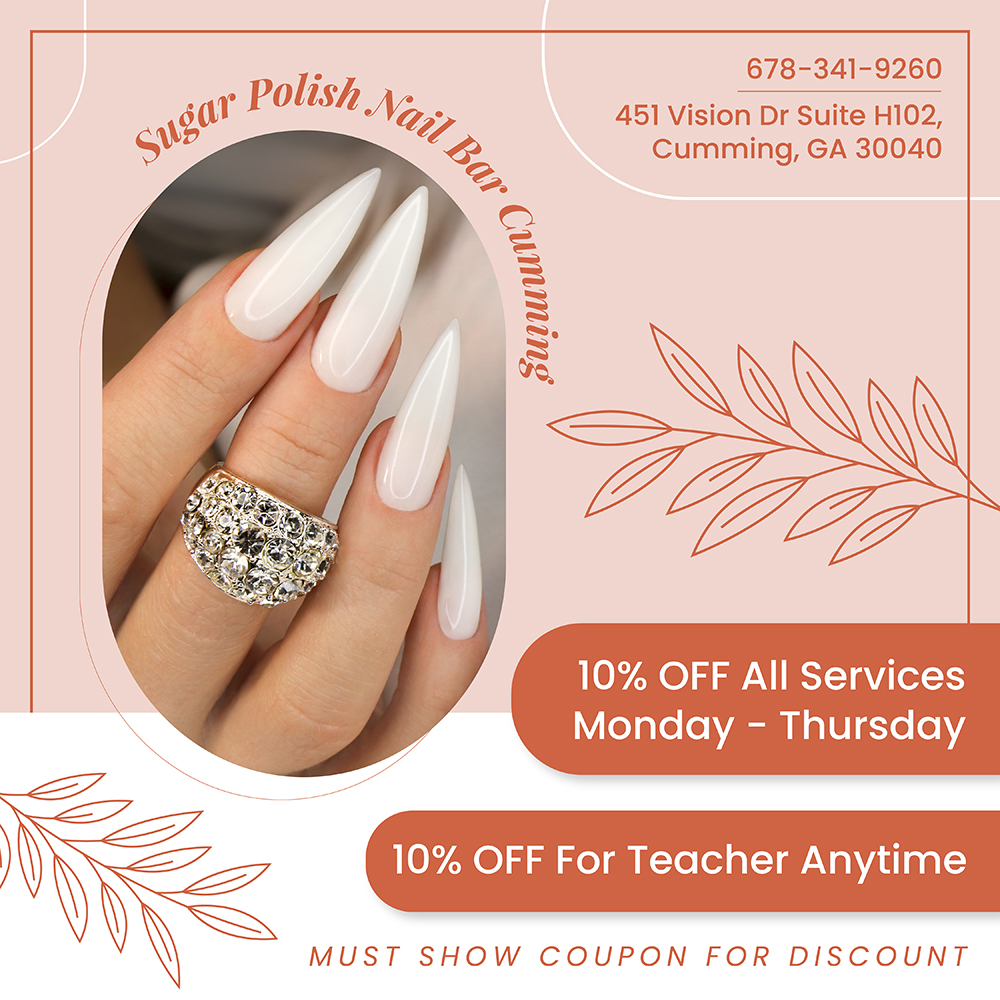 Sugar Polish Nail Bar Cumming
678-341-9260
451 Vision Dr Suite H102,
Cumming, GA 30040
10% OFF All Services
Monday - Thursday
10% OFF For Teacher Anytime
MUST SHOW COUPON FOR DISCOUNT